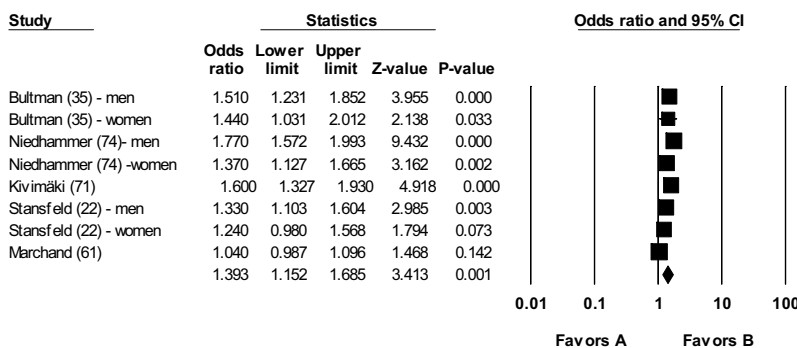 Study Statistics Odds ratio and 95% CI
Odds Lower Upper
ratio limit limit Z-value P-value
Bultman (35) - men 1.510 1.231 1.852 3.955 0.000
Bultman (35) - women 1.440 1.031 2.012 2.138 0.033
Niedhammer (74)- men 1.770 1.572 1.993 9.432 0.000
Niedhammer (74) -women 1.370 1.127 1.665 3.162 0.002
Kivimäki (71) 1.600 1.327 1.930 4.918 0.000
Stansfeld (22) - men 1.330 1.103 1.604 2.985 0.003
Stansfeld (22) - women 1.240 0.980 1.568 1.794 0.073
Marchand (61) 1.040 0.987 1.096 1.468 0.142
1.393 1.152 1.685 3.413 0.001
0.01 0.1 1 10 100
Favors A Favors B